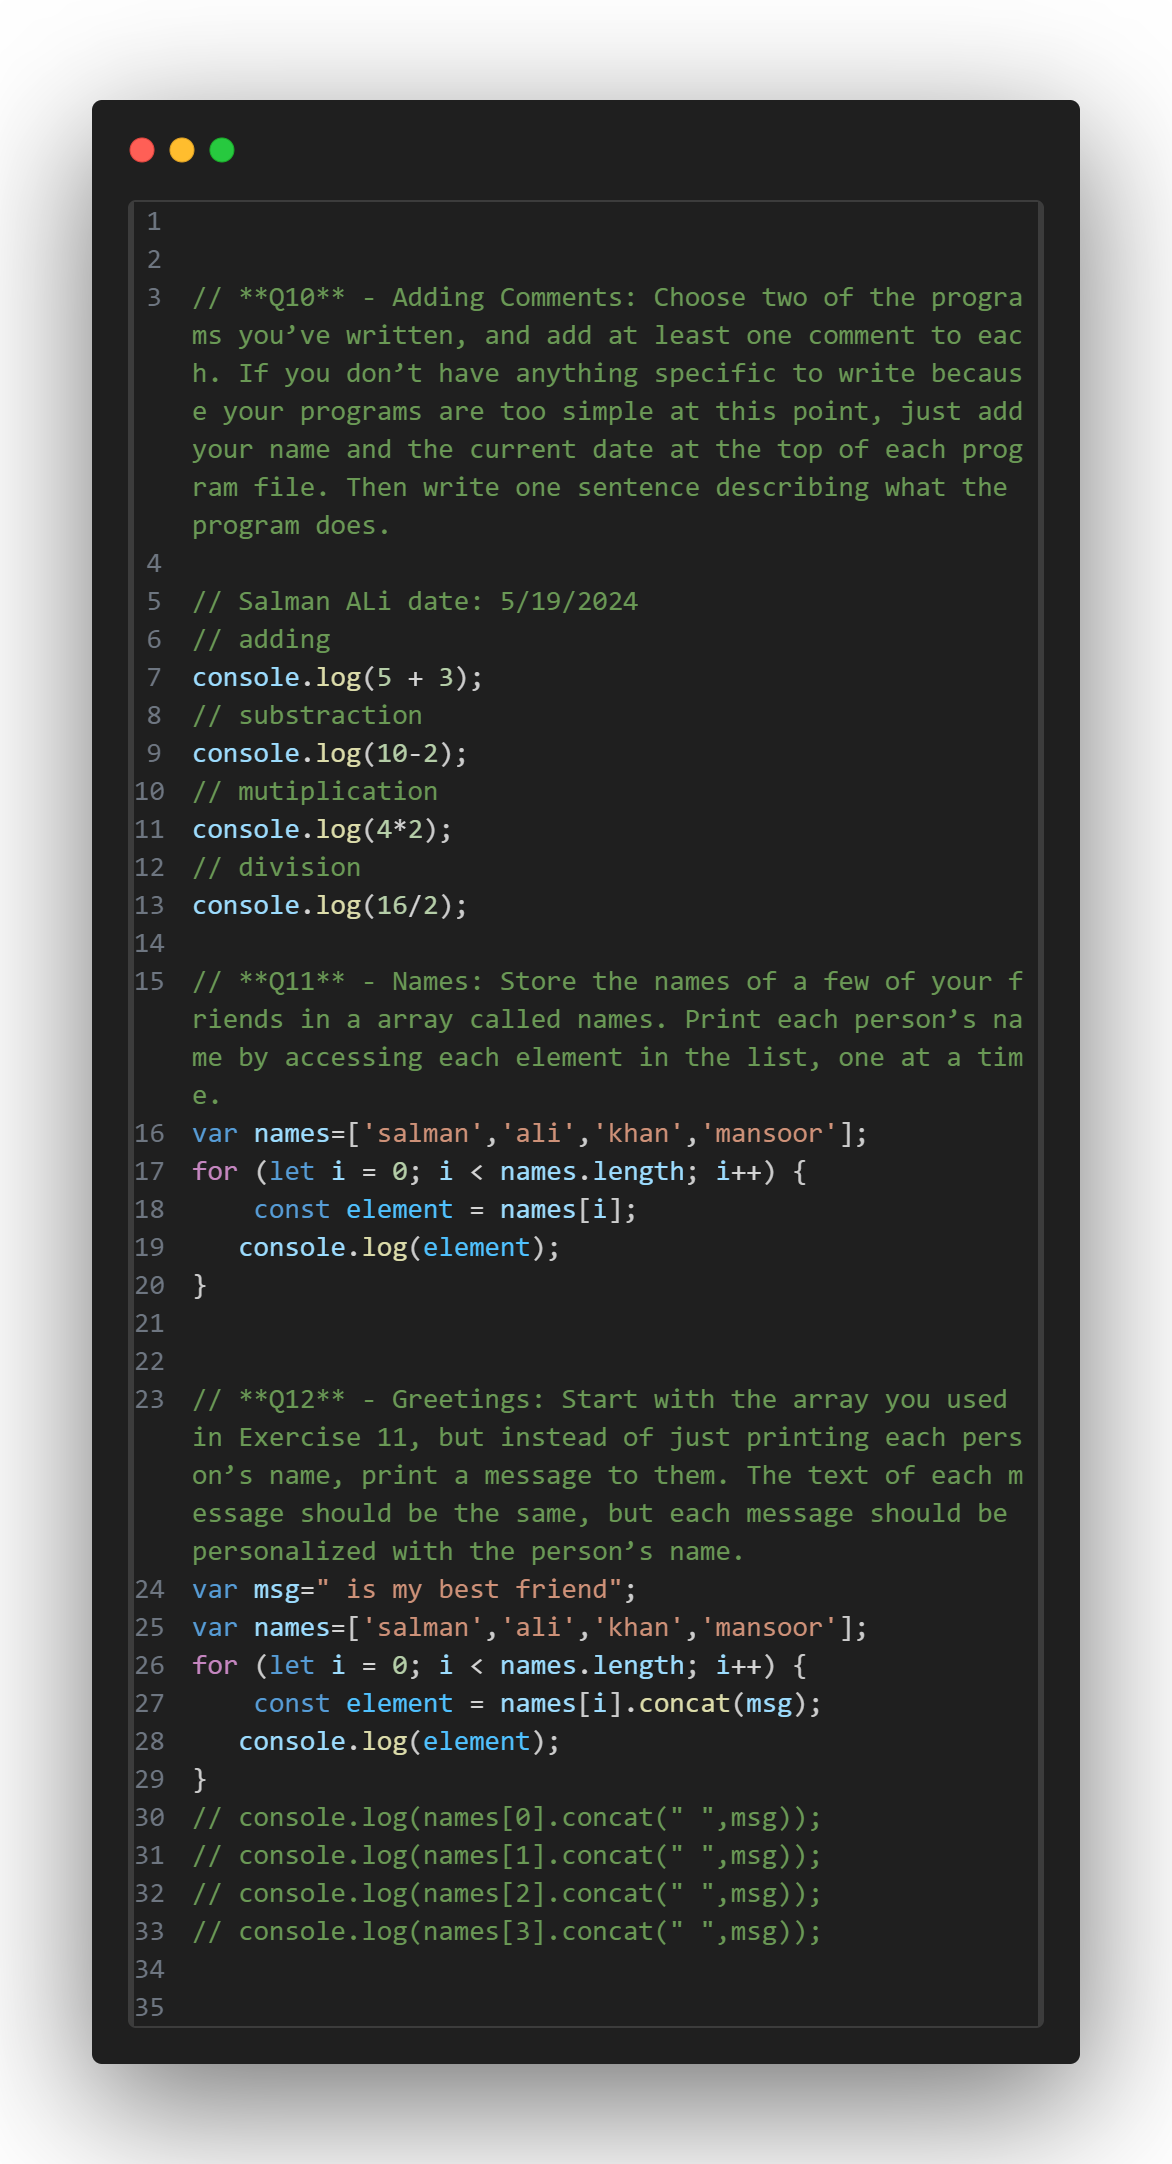 1
2
3 // **Q10** - Adding Comments: Choose two of the progra
ms you’ve written, and add at least one comment to eac
h. If you don’t have anything specific to write becaus
e your programs are too simple at this point, just add
your name and the current date at the top of each prog
ram file. Then write one sentence describing what the
program does.
4
5 // Salman ALi date: 5/19/2024
6 // adding
7 console.log(5 + 3);
8 // substraction
9 console.log(10-2);
10 // mutiplication
11 console.log(4*2);
12 // division
13 console.log(16/2);
14
15 // **Q11** - Names: Store the names of a few of your f
riends in a array called names. Print each person’s na
me by accessing each element in the list, one at a tim
e.
16 var names=['salman','ali','khan','mansoor'];
17 for (let i = 0; i < names.length; i++) {
18     const element = names[i];
19    console.log(element);
20 }
21
22
23 // **Q12** - Greetings: Start with the array you used
in Exercise 11, but instead of just printing each pers
on’s name, print a message to them. The text of each m
essage should be the same, but each message should be
personalized with the person’s name.
24 var msg=" is my best friend";
25 var names=['salman','ali','khan','mansoor'];
26 for (let i = 0; i < names.length; i++) {
27     const element = names[i].concat(msg);
28    console.log(element);
29 }
30 // console.log(names[0].concat(" ",msg));
31 // console.log(names[1].concat(" ",msg));
32 // console.log(names[2].concat(" ",msg));
33 // console.log(names[3].concat(" ",msg));
34
35